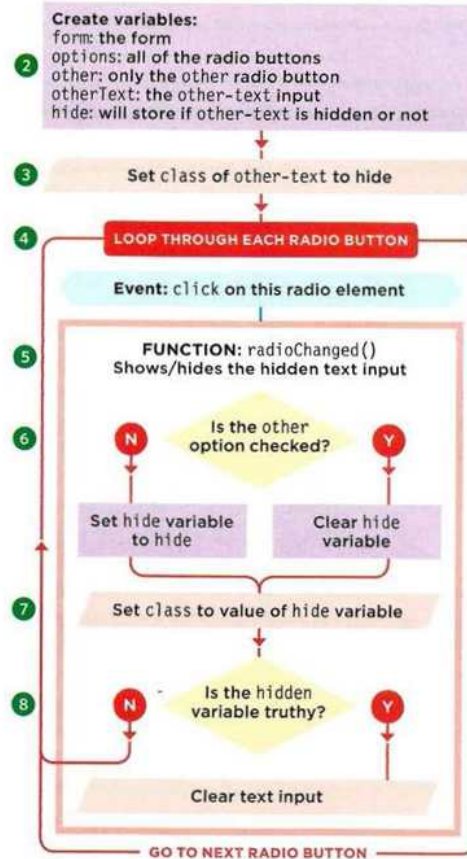 2
Create variables:
form: the form
options: all of the radio buttons
other: only the other radio button
otherText: the other-text input
hide: will store if other-text is hidden or not
3
Set class of other-text to hide
4
LOOP THROUGH EACH RADIO BUTTON
Event: click on this radio element
5
FUNCTION: radioChanged()
Shows/hides the hidden text input
6
N
Is the other
option checked?
Y
Set hide variable
to hide
Clear hide
variable
7
Set class to value of hide variable
8
N
Is the hidden
variable truthy?
Y
Clear text input
GO TO NEXT RADIO BUTTON